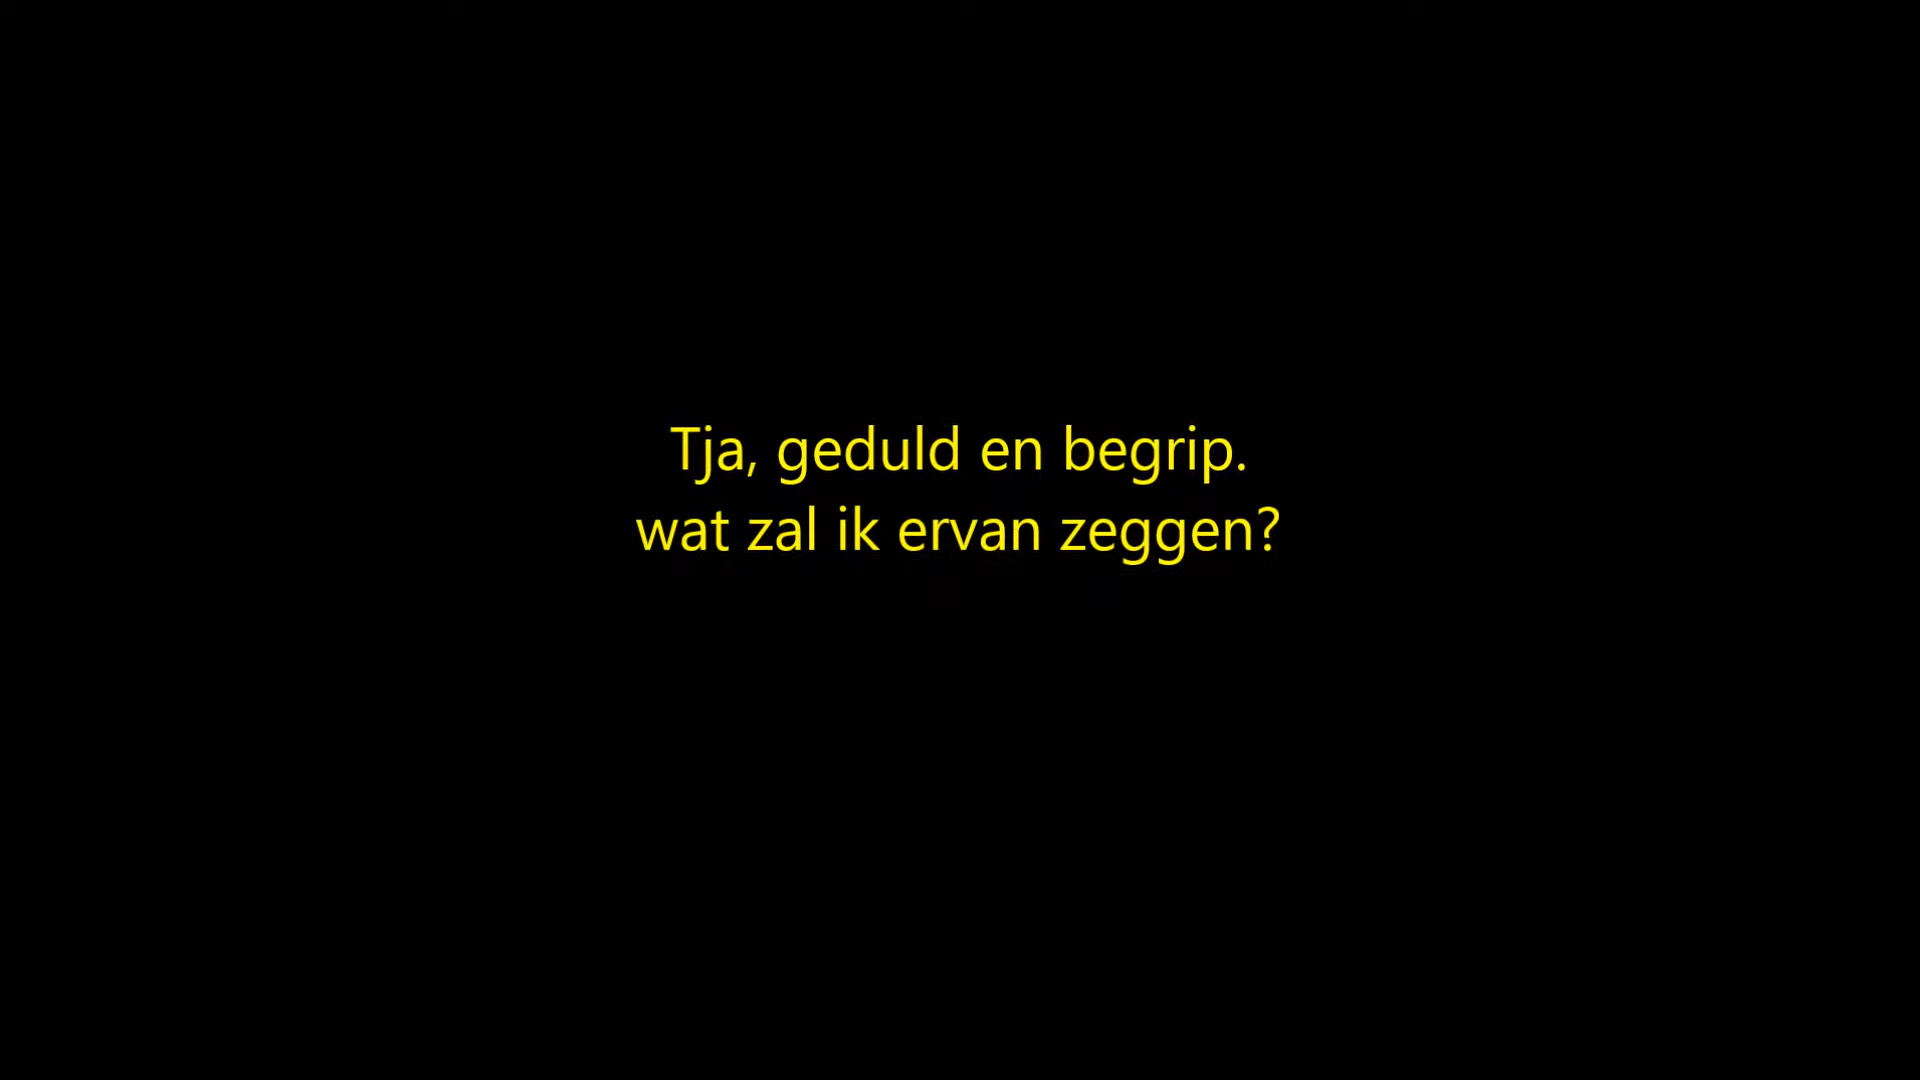 Tja, geduld en begrip.
wat zal ik ervan zeggen?